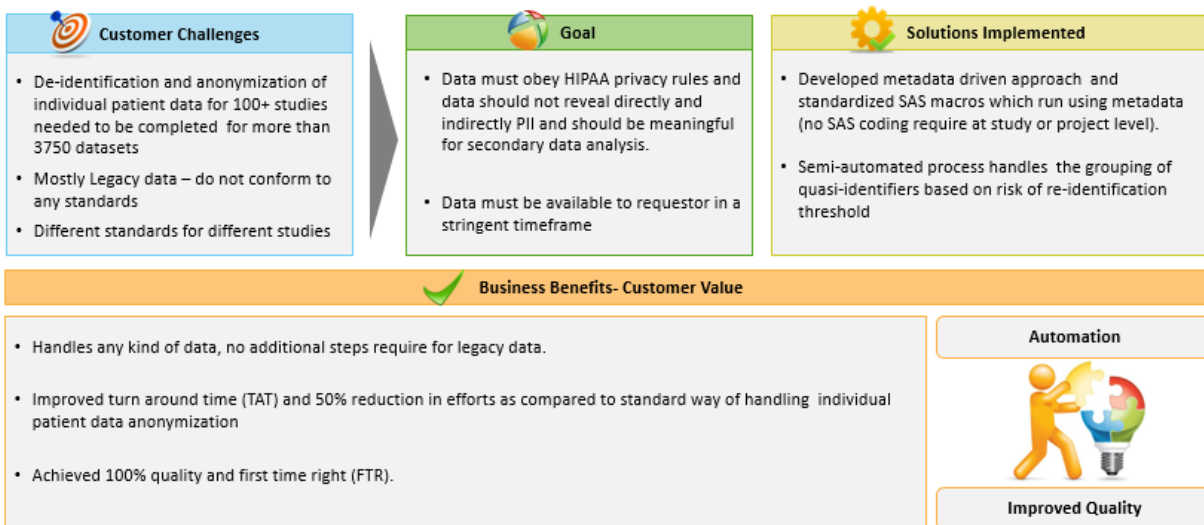 Customer Challenges
• De-identification and anonymization of
individual patient data for 100+ studies
needed to be completed for more than
3750 datasets
• Mostly Legacy data – do not conform to
any standards
• Different standards for different studies
Goal
• Data must obey HIPAA privacy rules and
data should not reveal directly and
indirectly PII and should be meaningful
for secondary data analysis.
• Data must be available to requestor in a
stringent timeframe
Solutions Implemented
• Developed metadata driven approach and
standardized SAS macros which run using metadata
(no SAS coding require at study or project level).
• Semi-automated process handles the grouping of
quasi-identifiers based on risk of re-identification
threshold
Business Benefits- Customer Value
• Handles any kind of data, no additional steps require for legacy data.
• Improved turn around time (TAT) and 50% reduction in efforts as compared to standard way of handling individual
patient data anonymization
• Achieved 100% quality and first time right (FTR).
Automation
Improved Quality